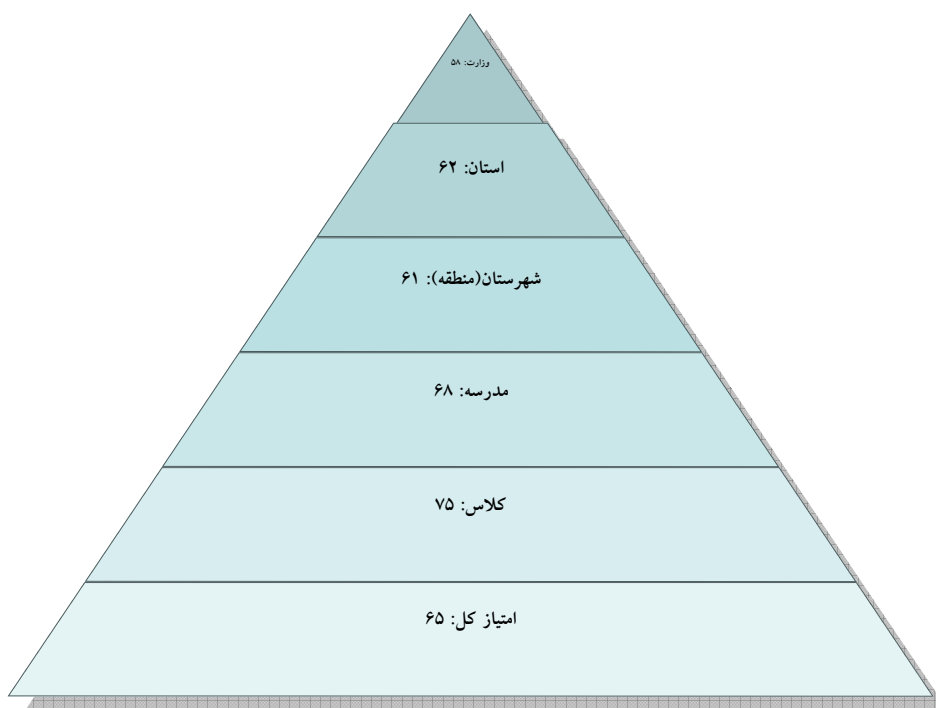 وزارت: ۵۸
استان: ۶۲
شهرستان(منطقه): ۶۱
مدرسه: ۶۸
کلاس: ۷۵
امتیاز کل: ۶۵